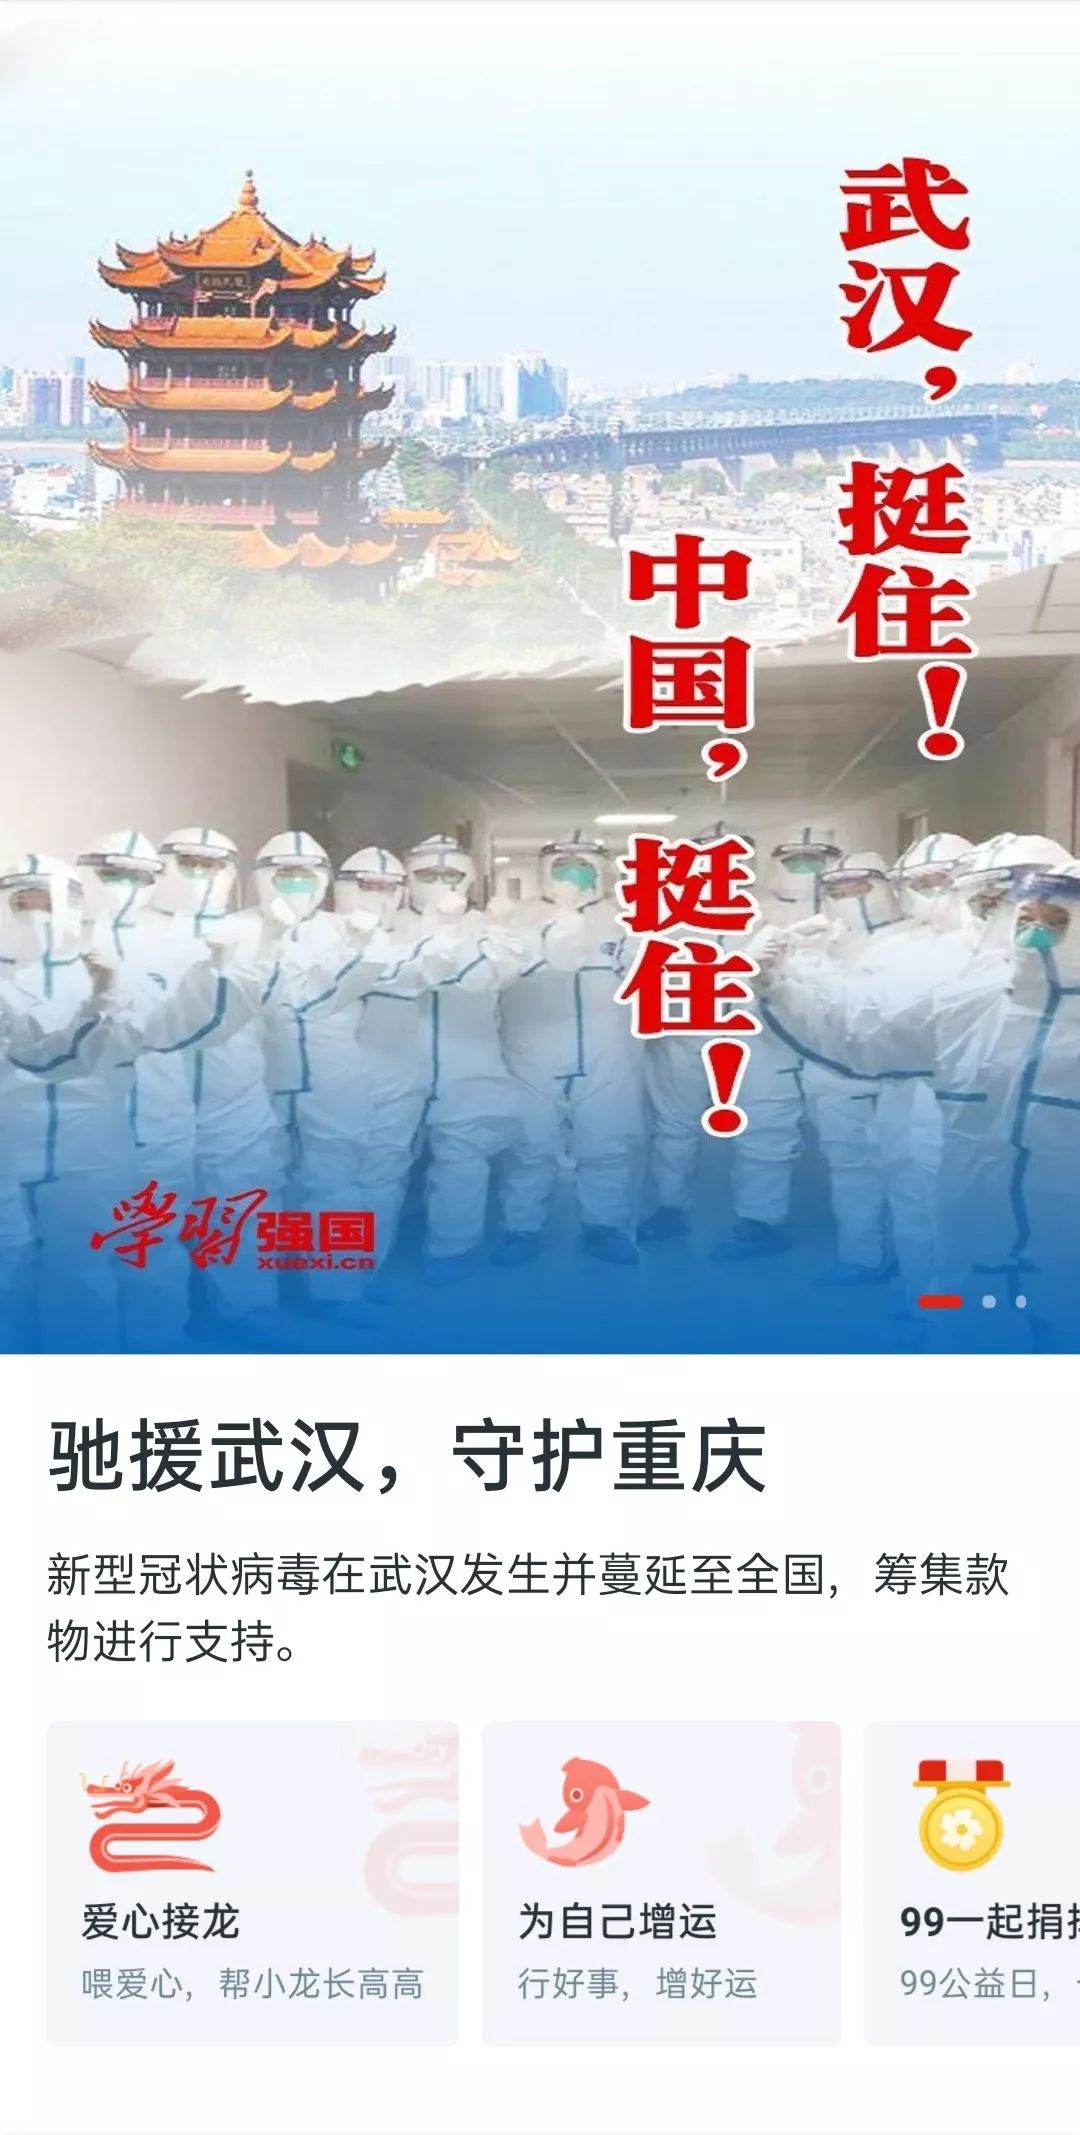 武汉，挺住！
中国，挺住！
學習强国
xuexi.cn
驰援武汉，守护重庆
新型冠状病毒在武汉发生并蔓延至全国，筹集款
物进行支持。
爱心接龙
喂爱心，帮小龙长高高
为自己增运
行好事，增好运
99一起捐
99公益日，